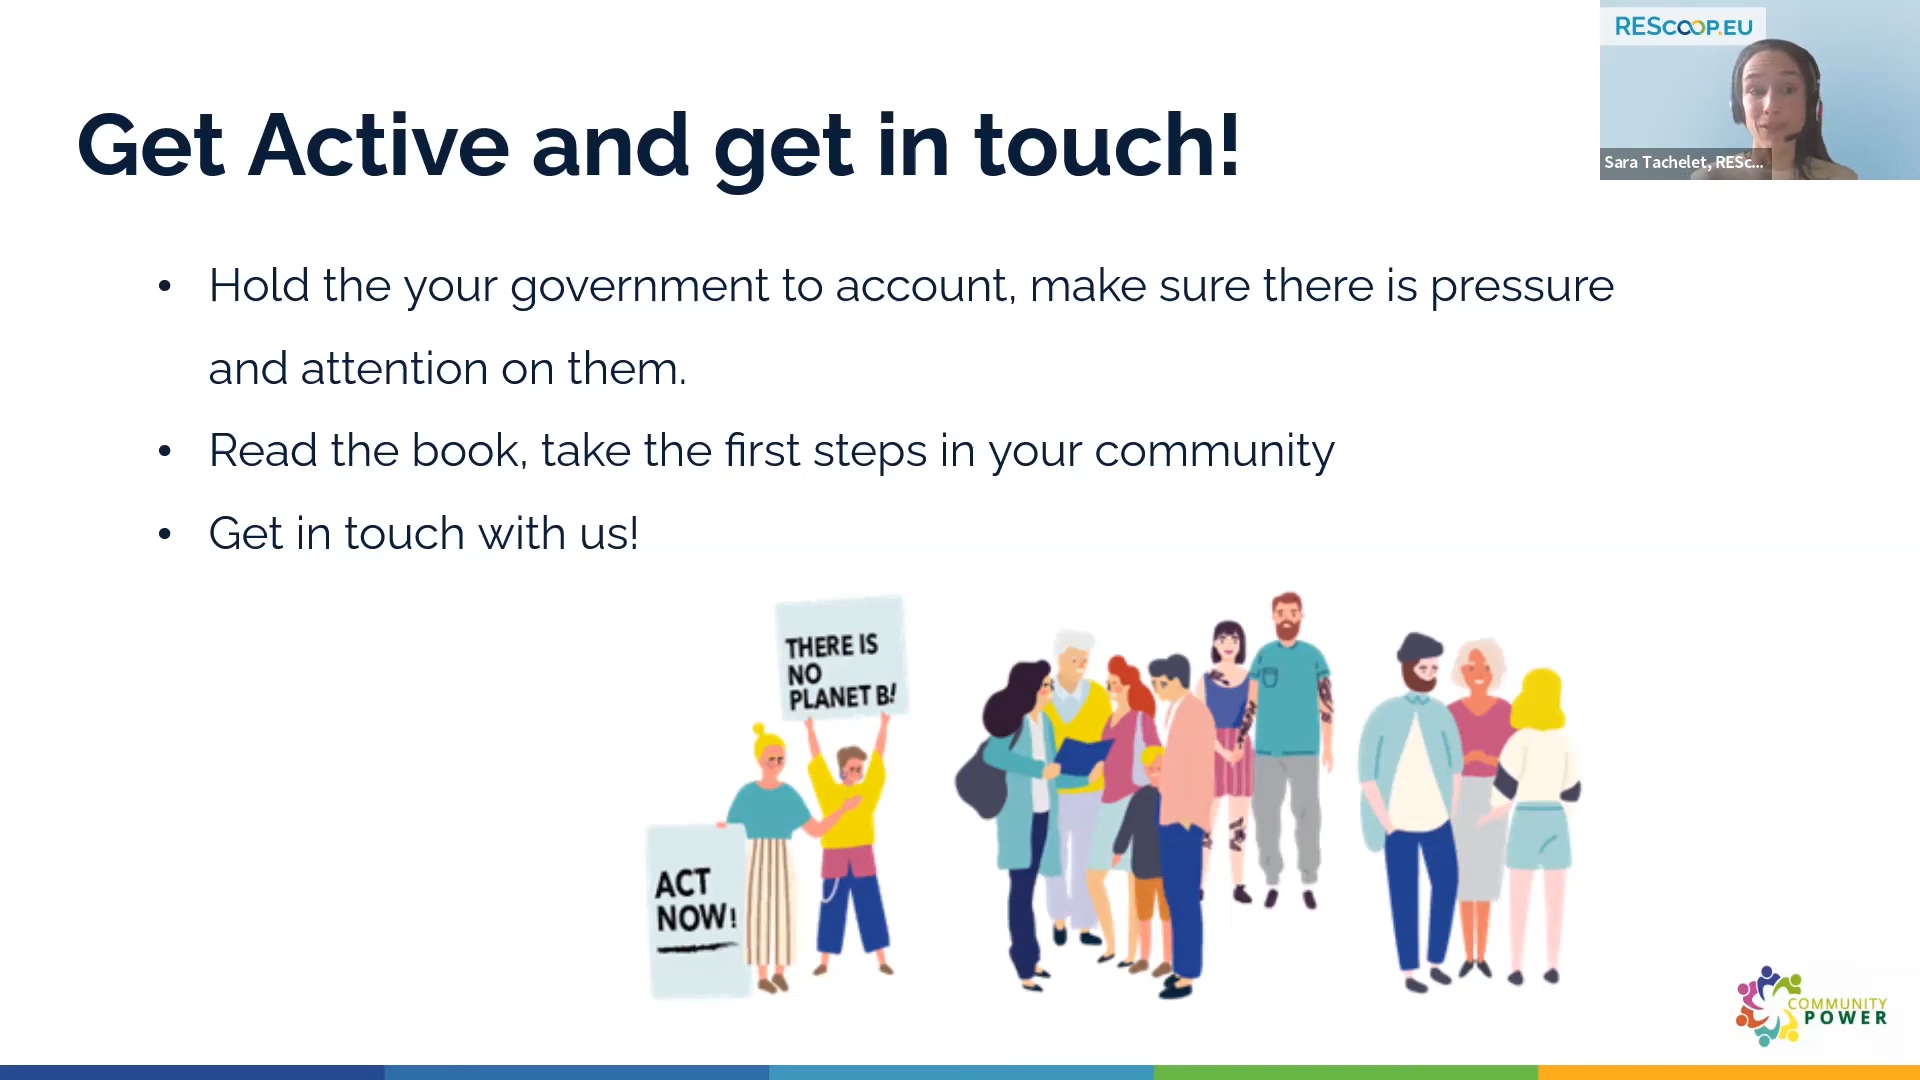 REScoop.EU
Sara Tachelet, RESc...
Get Active and get in touch!
• Hold the your government to account, make sure there is pressure
and attention on them.
• Read the book, take the first steps in your community
• Get in touch with us!
THERE IS
NO
PLANET B!
ACT
NOW!
COMMUNITY
POWER